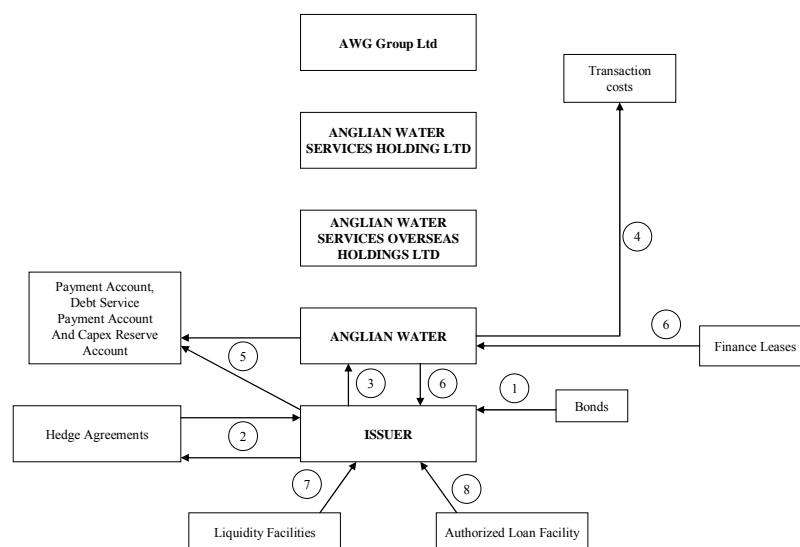 AWG Group Ltd
Transaction
costs
ANGLIAN WATER
SERVICES HOLDING LTD
ANGLIAN WATER
SERVICES OVERSEAS
HOLDINGS LTD
4
Payment Account,
Debt Service
Payment Account
And Capex Reserve
Account
ANGLIAN WATER
6
Finance Leases
5
3
6
1
Bonds
Hedge Agreements
2
ISSUER
7
8
Liquidity Facilities
Authorized Loan Facility